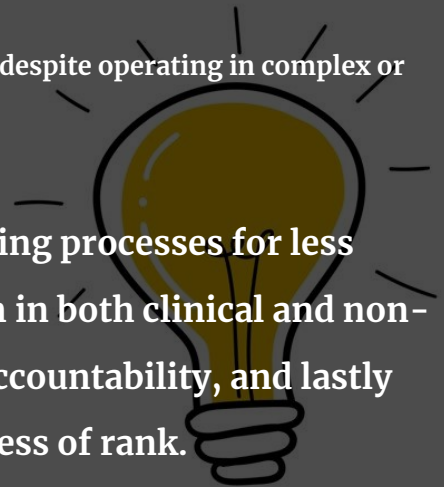 despite operating in complex or
ing processes for less
n in both clinical and non-
ccountability, and lastly
ess of rank.